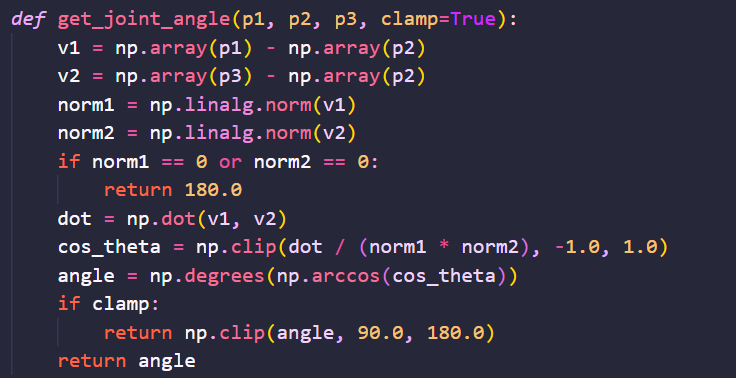 def get_joint_angle(p1, p2, p3, clamp=True):
    v1 = np.array(p1) - np.array(p2)
    v2 = np.array(p3) - np.array(p2)
    norm1 = np.linalg.norm(v1)
    norm2 = np.linalg.norm(v2)
    if norm1 == 0 or norm2 == 0:
        return 180.0
    dot = np.dot(v1, v2)
    cos_theta = np.clip(dot / (norm1 * norm2), -1.0, 1.0)
    angle = np.degrees(np.arccos(cos_theta))
    if clamp:
        return np.clip(angle, 90.0, 180.0)
    return angle